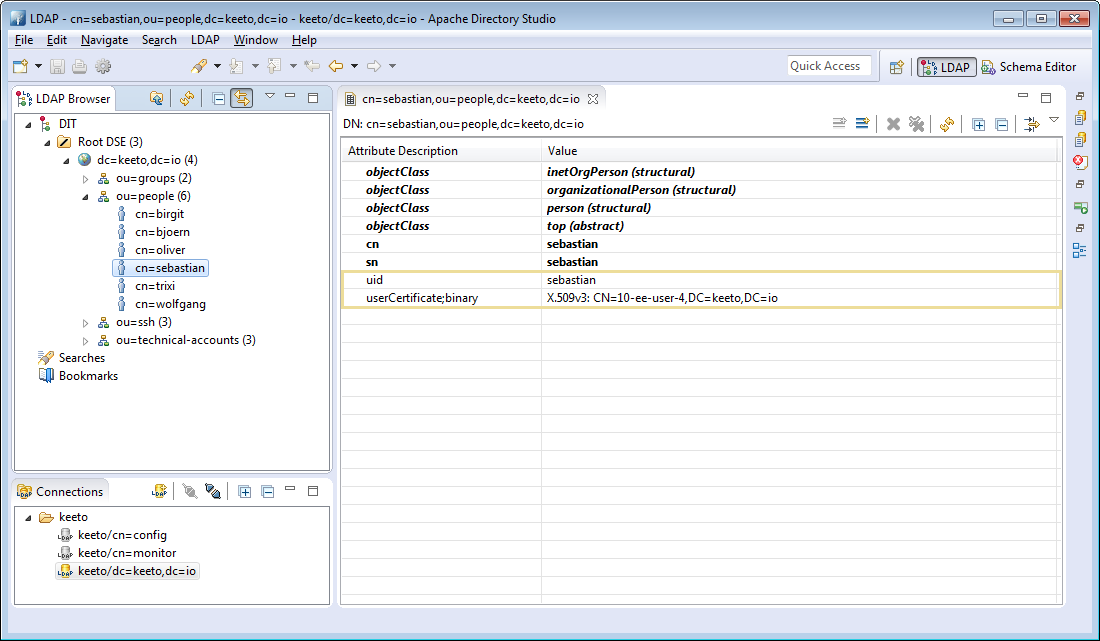 LDAP - cn=sebastian,ou=people,dc=keeto,dc=io - keeto/dc=keeto,dc=io - Apache Directory Studio
File Edit Navigate Search LDAP Window Help
Quick Access LDAP Schema Editor
LDAP Browser
DIT
Root DSE (3)
dc=keeto,dc=io (4)
ou=groups (2)
ou=people (6)
cn=birgit
cn=bjoern
cn=oliver
cn=sebastian
cn=trixi
cn=wolfgang
ou=ssh (3)
ou=technical-accounts (3)
Searches
Bookmarks
Connections
LDAP
keeto
LDAP keeto/cn=config
LDAP keeto/cn=monitor
LDAP keeto/dc=keeto,dc=io
cn=sebastian,ou=people,dc=keeto,dc=io
DN: cn=sebastian,ou=people,dc=keeto,dc=io
Attribute Description Value
objectClass inetOrgPerson (structural)
objectClass organizationalPerson (structural)
objectClass person (structural)
objectClass top (abstract)
cn sebastian
sn sebastian
uid sebastian
userCertificate;binary X.509v3: CN=10-ee-user-4,DC=keeto,DC=io